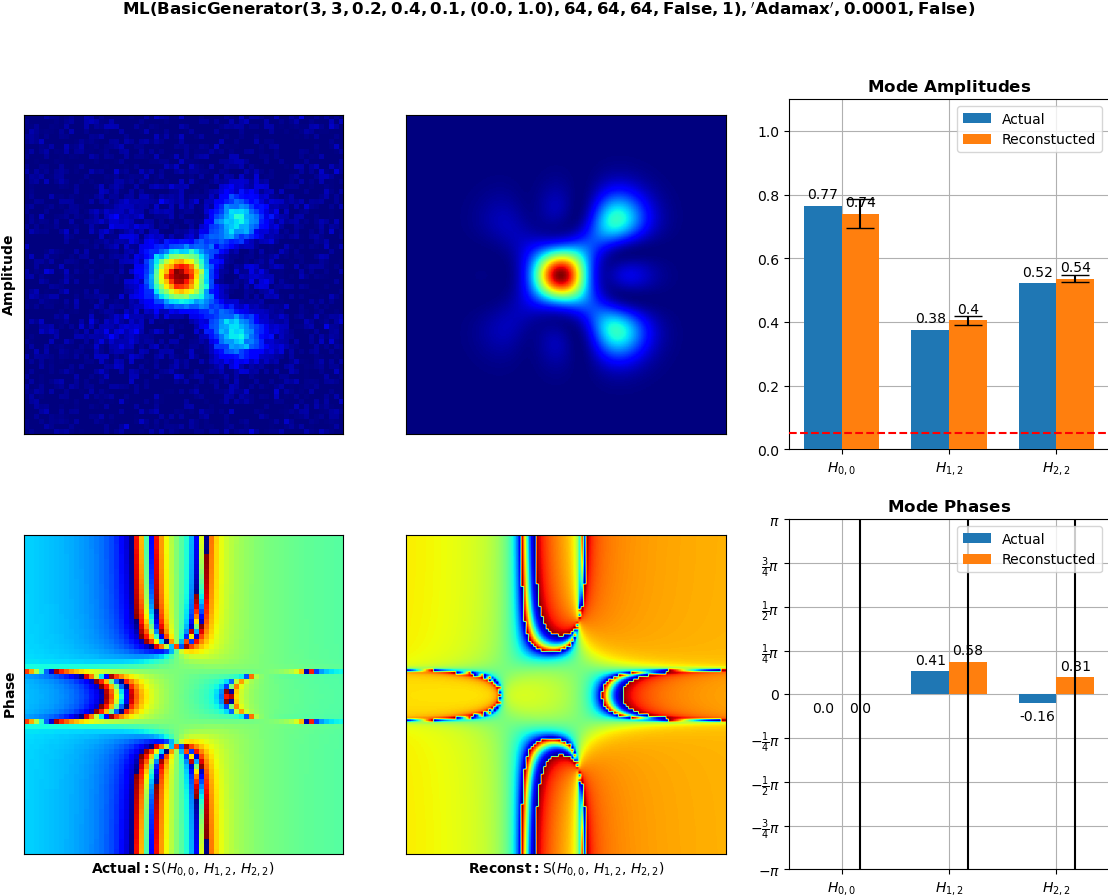 ML(BasicGenerator(3, 3, 0.2, 0.4, 0.1, (0.0, 1.0), 64, 64, 64, False, 1), 'Adamax', 0.0001, False)
Amplitude
Mode Amplitudes
Actual
Reconstucted
1.0
0.8
0.6
0.4
0.2
0.0
0.77
0.74
0.38
0.4
0.52
0.54
H₀,₀
H₁,₂
H₂,₂
Phase
Actual: S(H₀,₀, H₁,₂, H₂,₂)
Reconst: S(H₀,₀, H₁,₂, H₂,₂)
Mode Phases
Actual
Reconstucted
π
3/4π
1/2π
1/4π
0
−1/4π
−1/2π
−3/4π
−π
0.0
0.0
0.41
0.58
-0.16
H₀,₀
H₁,₂
H₂,₂